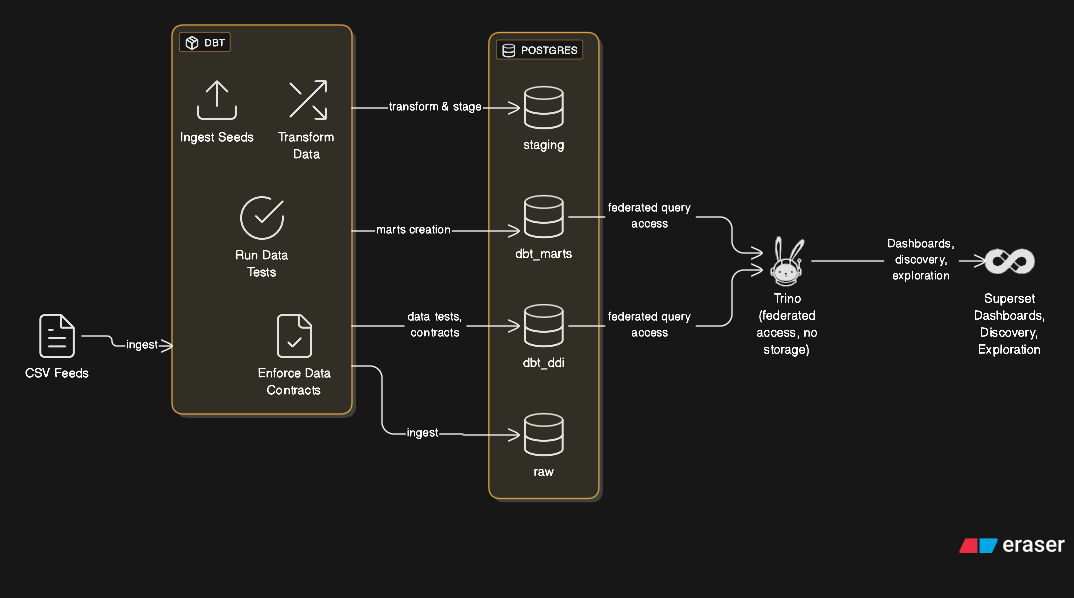 DBT
Ingest Seeds
Transform
Data
Run Data
Tests
Enforce Data
Contracts
CSV Feeds
ingest
transform & stage
marts creation
data tests,
contracts
ingest
POSTGRES
staging
dbt_marts
dbt_ddi
raw
federated query
access
federated query
access
Trino
(federated
access, no
storage)
Dashboards,
discovery,
exploration
Superset
Dashboards,
Discovery,
Exploration
eraser